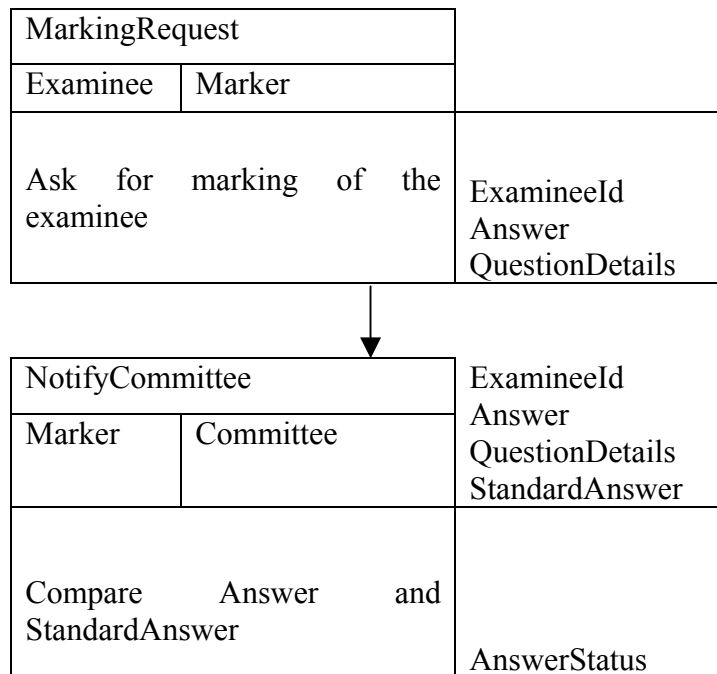 MarkingRequest
Examinee Marker
Ask for marking of the
examinee
ExamineeId
Answer
QuestionDetails
NotifyCommittee
Marker Committee
ExamineeId
Answer
QuestionDetails
StandardAnswer
Compare Answer and
StandardAnswer
AnswerStatus